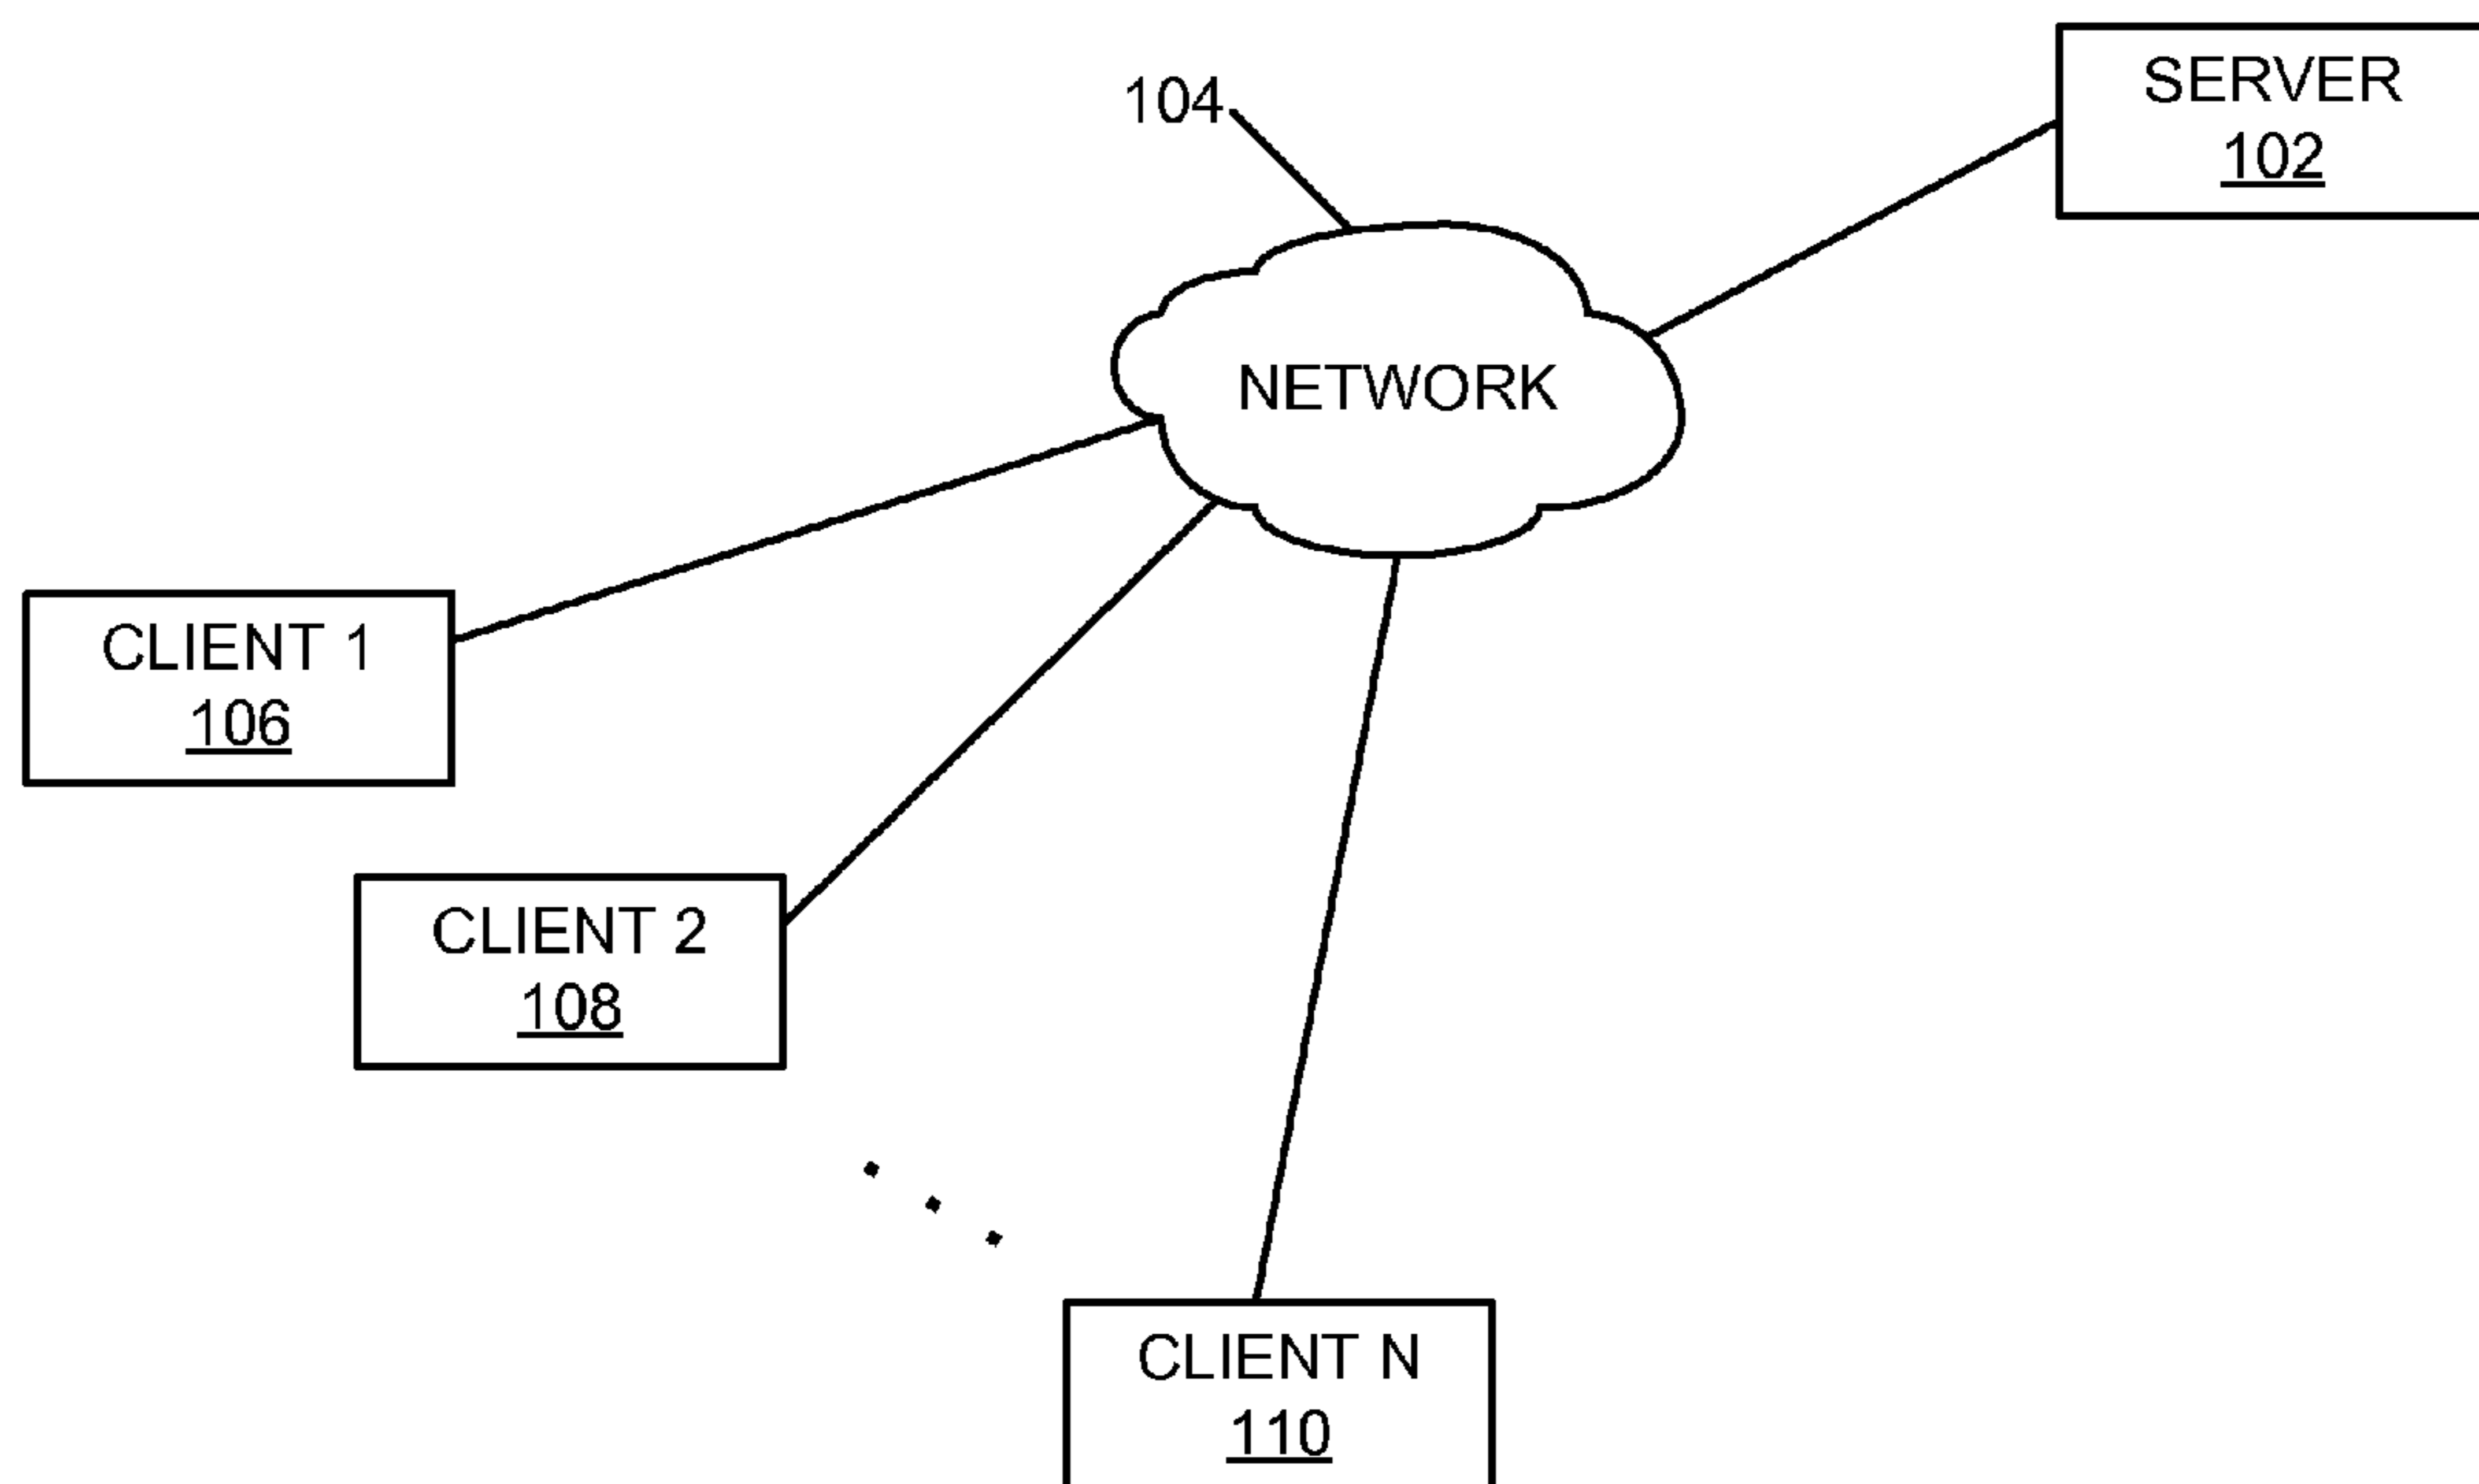 SERVER
102
104
NETWORK
CLIENT 1
106
CLIENT 2
108
CLIENT N
110